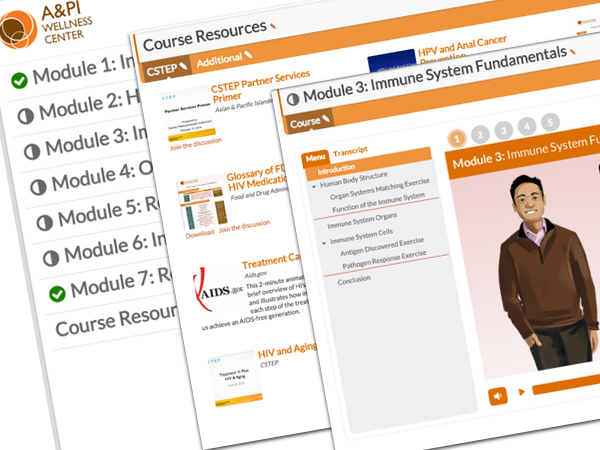 A&PI
WELLNESS
CENTER
Module 1: In
Module 2: H
Module 3: Im
Module 4: O
Module 5: R
Module 6: In
Module 7: R
Course Resour
Course Resources
CSTEP
Additional
CSTEP Partner Services
Primer
Asian & Pacific Island
Partner Services Primer
Join the discussion
Glossary of FD
HIV Medicatio
Food and Drug Admin
Download Join the discussion
Treatment Ca
Aids.gov
AIDS.gov
This 2-minute animat
brief overview of HIV
and illustrates how in
each step of the treat
us achieve an AIDS-free generation.
HIV and Aging
CSTEP
CSTEP
Treatment III Plus
HIV & Aging
HPV and Anal Cancer
Prevention
Module 3: Immune System Fundamentals
Course
1 2 3 4 5
Menu
Transcript
Introduction
Human Body Structure
Organ Systems Matching Exercise
Function of the Immune System
Immune System Organs
Immune System Cells
Antigen Discovered Exercise
Pathogen Response Exercise
Conclusion
Module 3: Immune System Fu